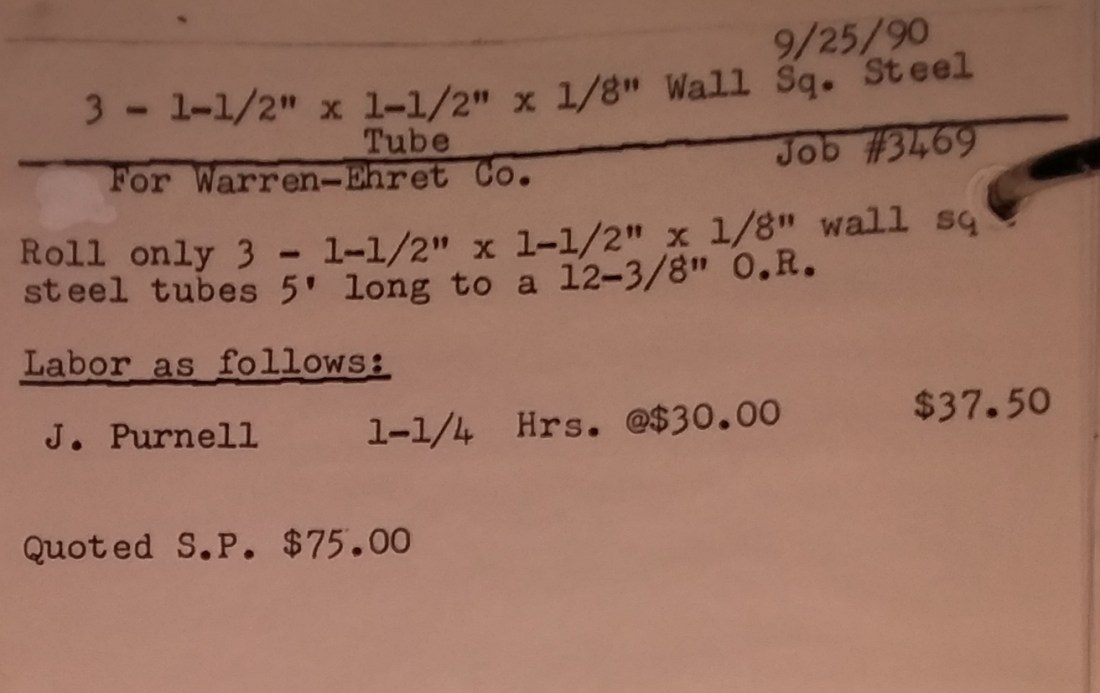 9/25/90
3 - 1-1/2" x 1-1/2" x 1/8" Wall Sq. Steel
Tube
Job #3469
For Warren-Ehret Co.
Roll only 3 - 1-1/2" x 1-1/2" x 1/8" wall sq
steel tubes 5' long to a 12-3/8" O.R.
Labor as follows:
J. Purnell 1-1/4 Hrs. @$30.00 $37.50
Quoted S.P. $75.00